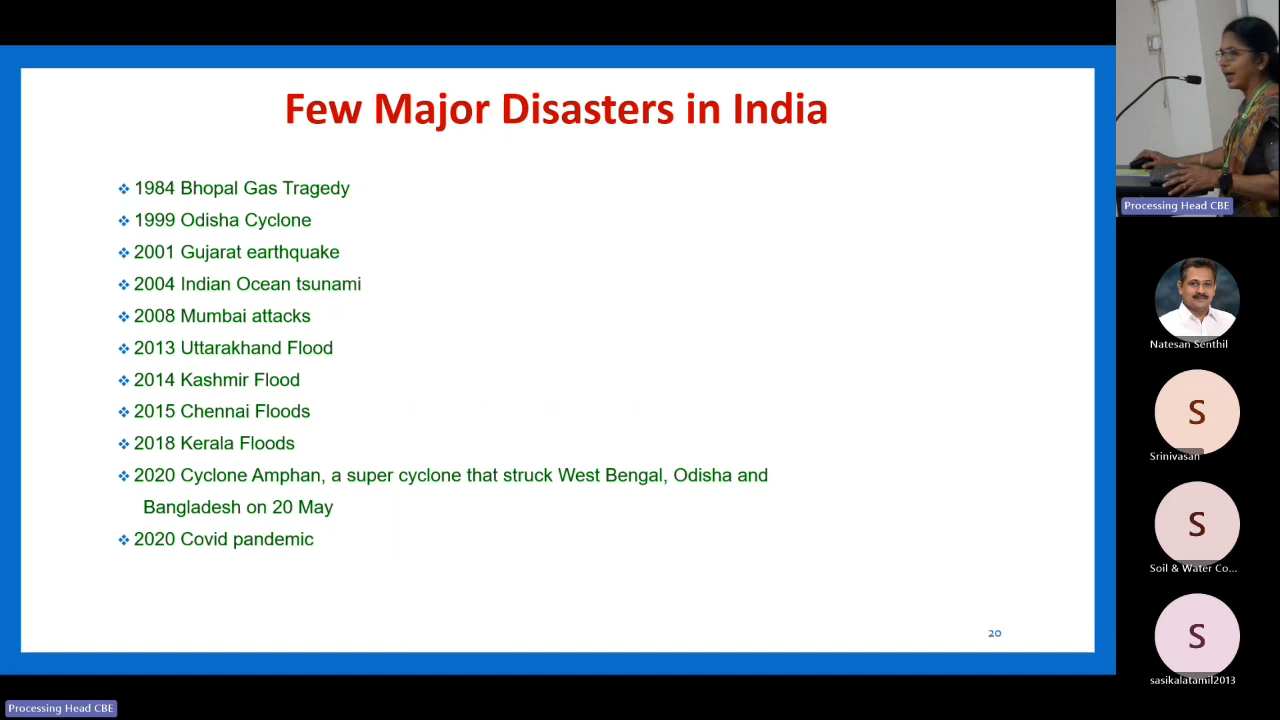 Few Major Disasters in India
❖ 1984 Bhopal Gas Tragedy
❖ 1999 Odisha Cyclone
❖ 2001 Gujarat earthquake
❖ 2004 Indian Ocean tsunami
❖ 2008 Mumbai attacks
❖ 2013 Uttarakhand Flood
❖ 2014 Kashmir Flood
❖ 2015 Chennai Floods
❖ 2018 Kerala Floods
❖ 2020 Cyclone Amphan, a super cyclone that struck West Bengal, Odisha and
Bangladesh on 20 May
❖ 2020 Covid pandemic
20
Processing Head CBE
Natesan Senthil
S
Srinivasan
S
Soil & Water Co...
S
sasikalatamil2013
Processing Head CBE